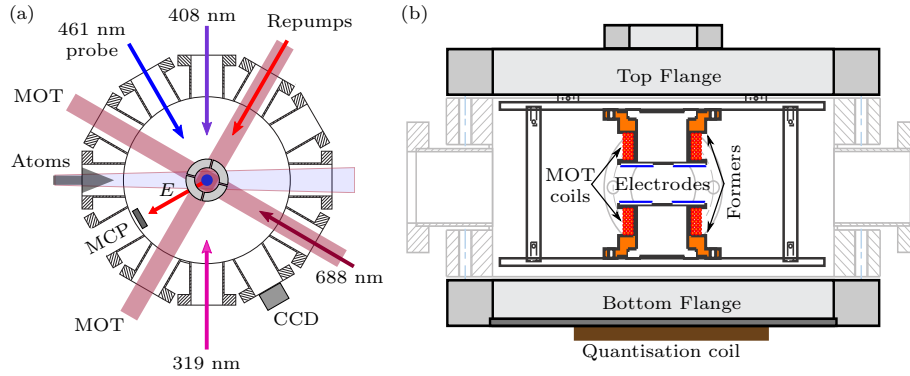 (a)
461 nm
probe
408 nm
Repumps
MOT
Atoms
E
MCP
688 nm
MOT
CCD
319 nm
(b)
Top Flange
MOT
coils
Electrodes
Formers
Bottom Flange
Quantisation coil